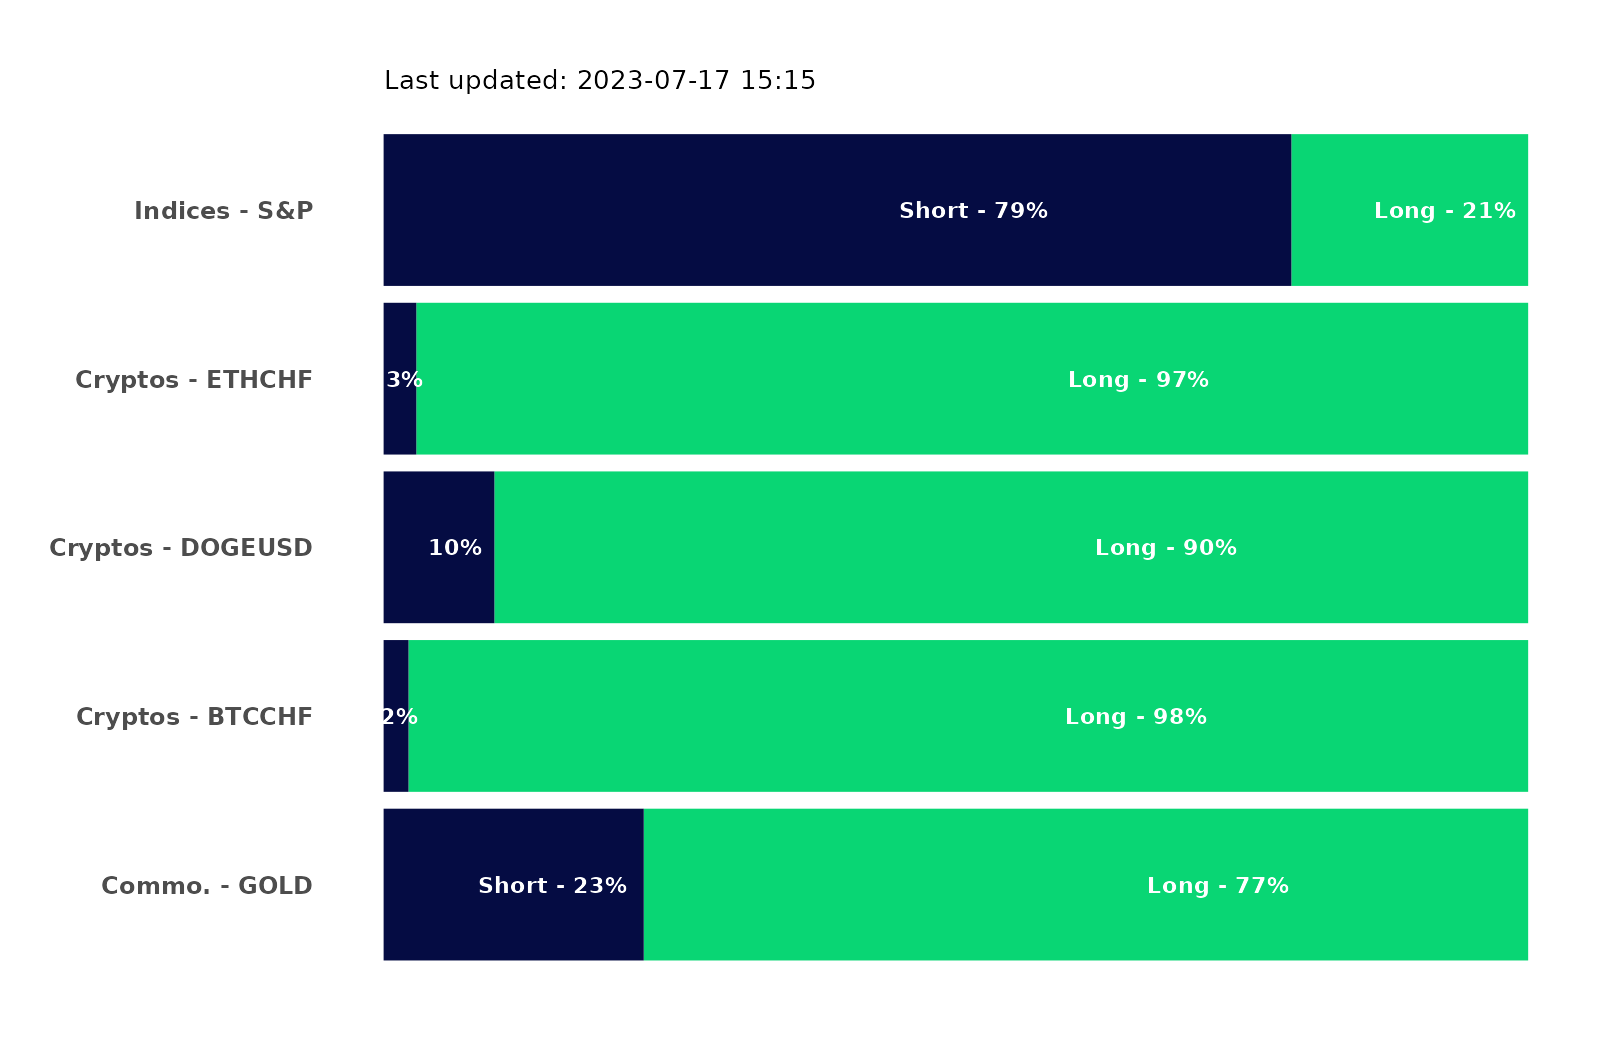 Last updated: 2023-07-17 15:15
Indices - S&P Short - 79% Long - 21%
Cryptos - ETHCHF 3% Long - 97%
Cryptos - DOGEUSD 10% Long - 90%
Cryptos - BTCCHF 2% Long - 98%
Commo. - GOLD Short - 23% Long - 77%